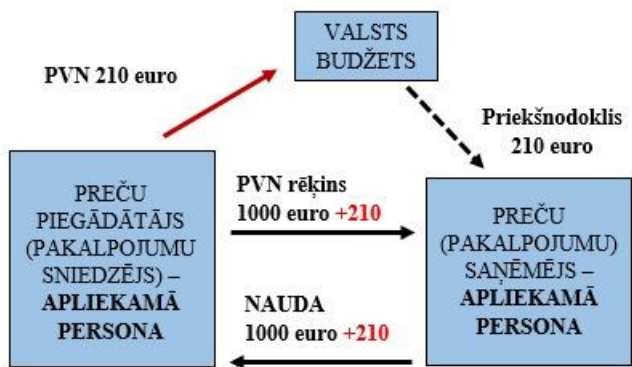 VALSTS
BUDŽETS
PVN 210 euro
Priekšnodoklis
210 euro
PREČU
PIEGĀDĀTĀJS
(PAKALPOJUMU
SNIEDZĒJS) –
APLIEKAMĀ
PERSONA
PVN rēķins
1000 euro +210
PREČU
(PAKALPOJUMU)
SAŅĒMĒJS –
APLIEKAMĀ
PERSONA
NAUDA
1000 euro +210